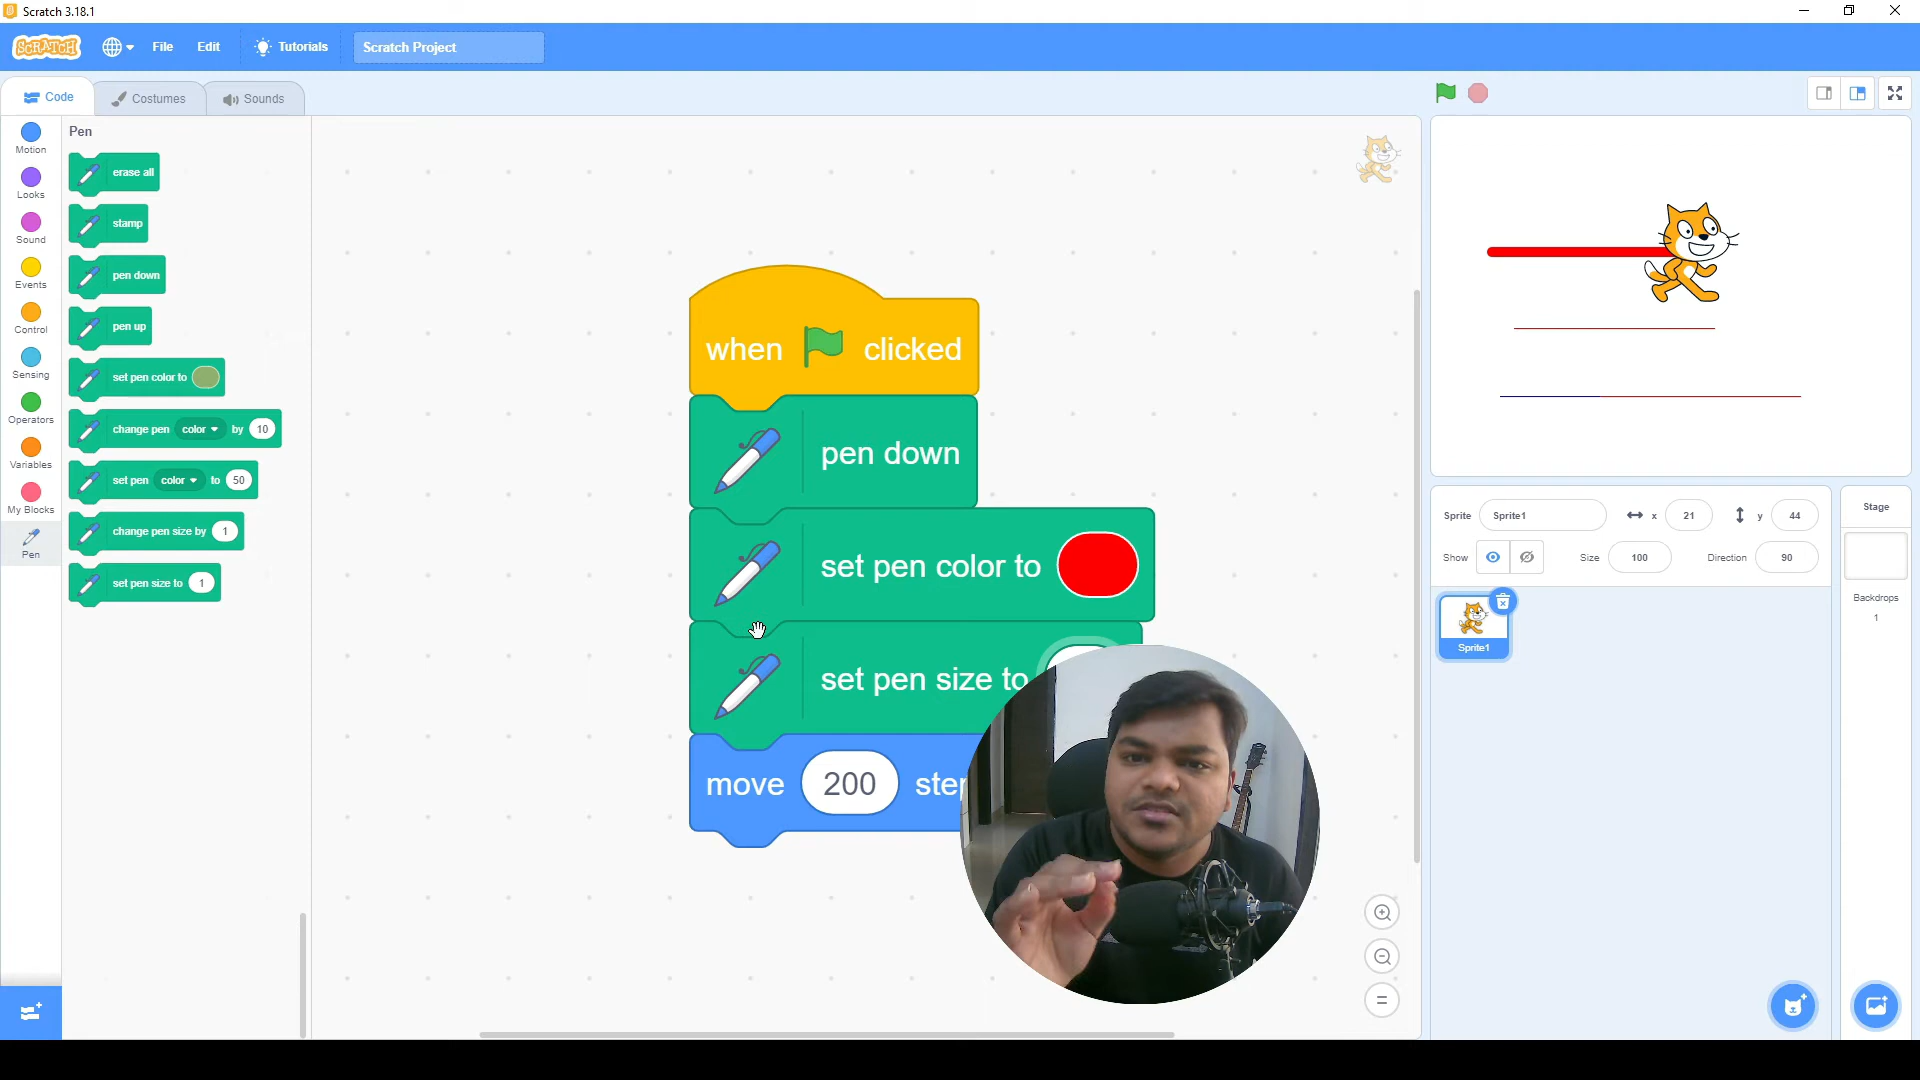 Scratch 3.18.1
SCRATCH
File
Edit
Tutorials
Scratch Project
Code
Costumes
Sounds
Motion
Looks
Sound
Events
Control
Sensing
Operators
Variables
My Blocks
Pen
Pen
erase all
stamp
pen down
pen up
set pen color to
change pen color by 10
set pen color to 50
change pen size by 1
set pen size to 1
when clicked
pen down
set pen color to
set pen size to
move 200
Sprite Sprite1 x 21 y 44
Show Size 100 Direction 90
Sprite1
Stage
Backdrops
1